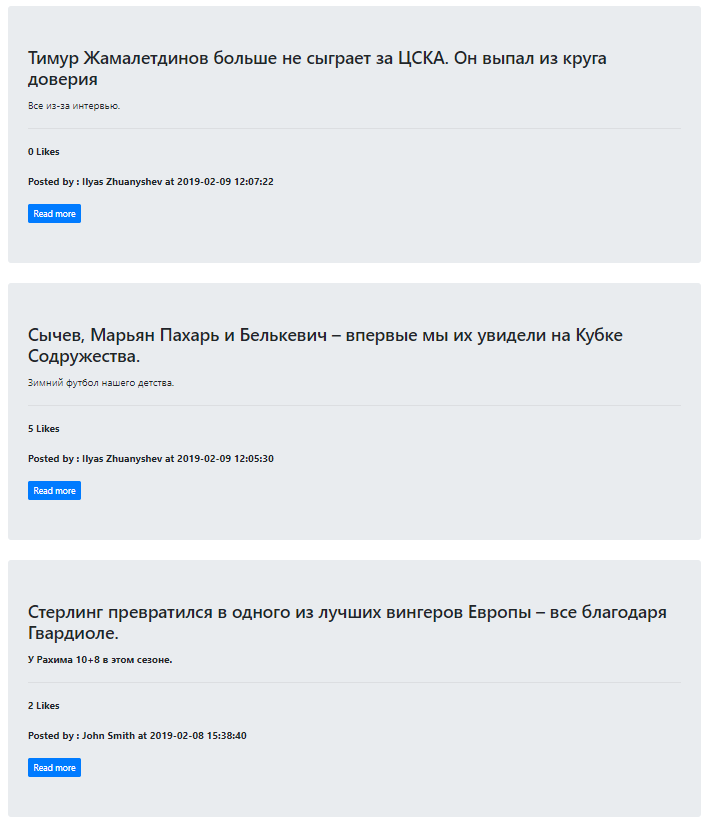 Тимур Жамалетдинов больше не сыграет за ЦСКА. Он выпал из круга
доверия
Все из-за интервью.
0 Likes
Posted by : Ilyas Zhuanyshev at 2019-02-09 12:07:22
Read more
Сычев, Марьян Пахарь и Белькевич – впервые мы их увидели на Кубке
Содружества.
Зимний футбол нашего детства.
5 Likes
Posted by : Ilyas Zhuanyshev at 2019-02-09 12:05:30
Read more
Стерлинг превратился в одного из лучших вингеров Европы – все благодаря
Гвардиоле.
У Рахима 10+8 в этом сезоне.
2 Likes
Posted by : John Smith at 2019-02-08 15:38:40
Read more